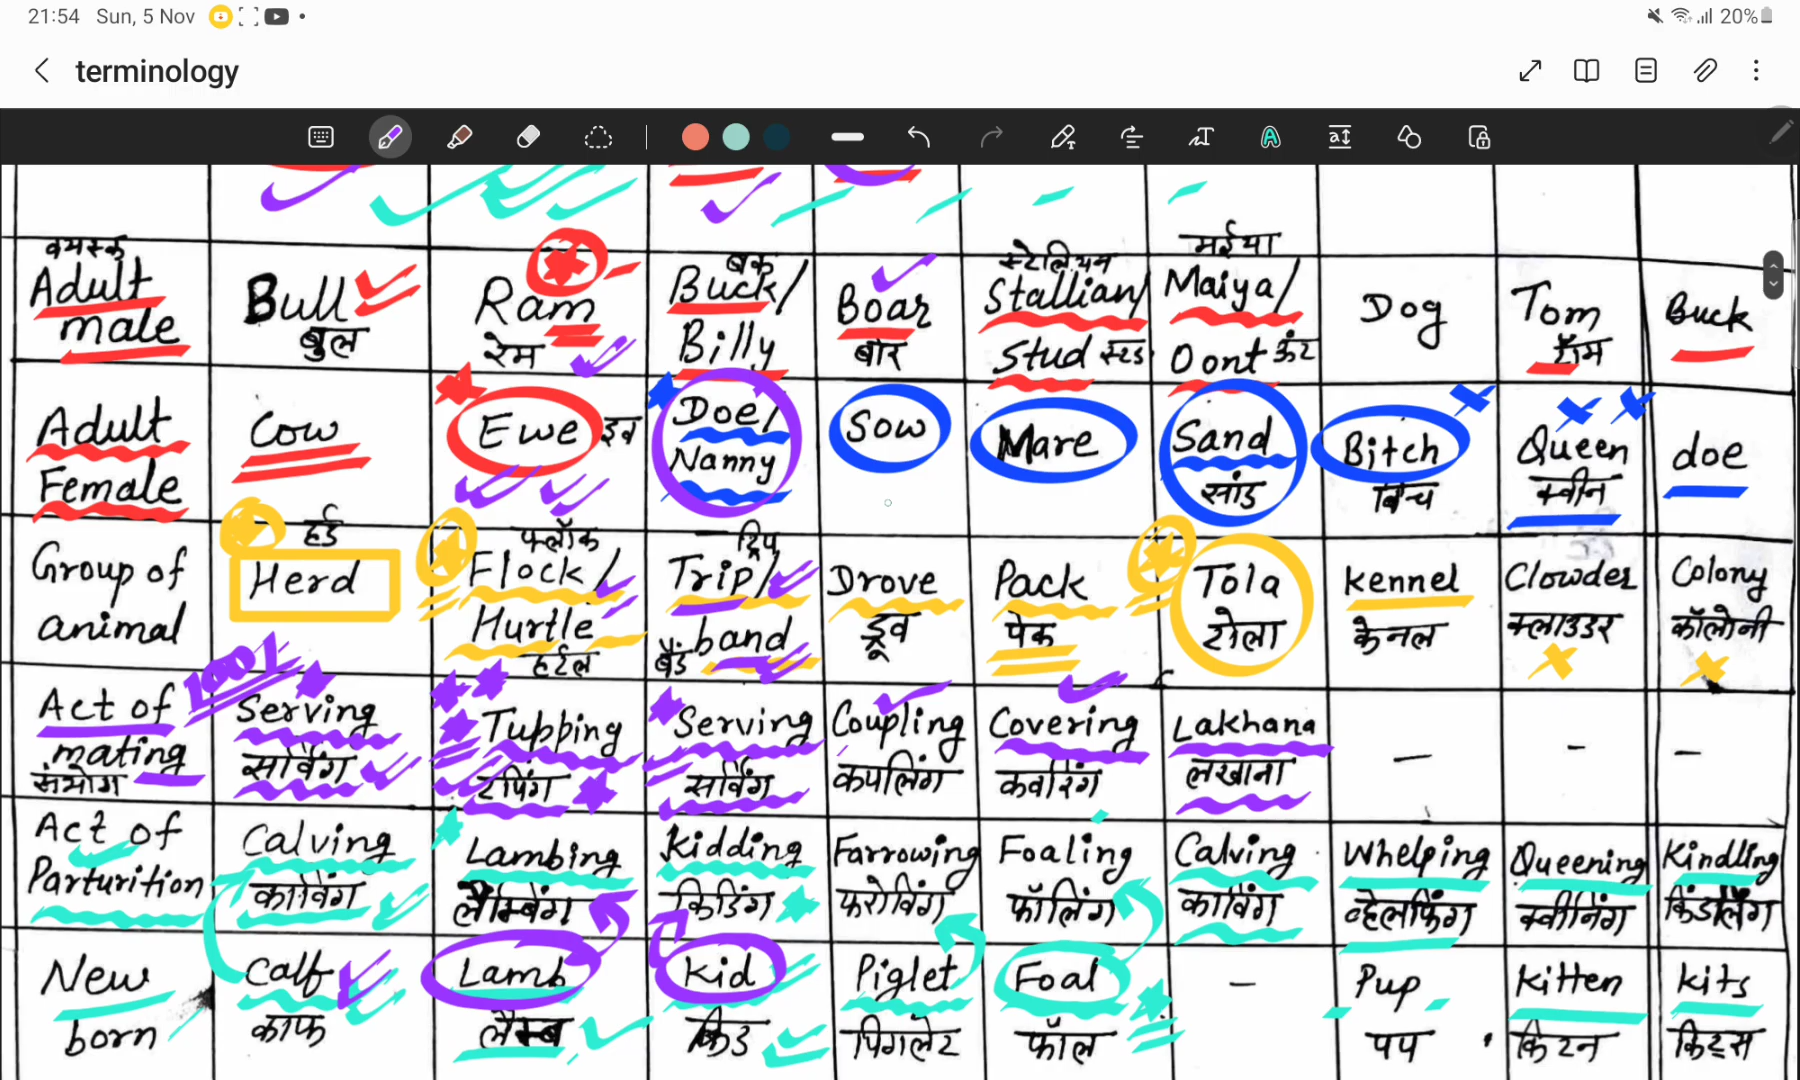 21:54 Sun, 5 Nov
20%
terminology
वयस्क
Adult
male
Bull
बुल
Ram
रेम
बक
Buck/
Billy
Boar
बोर
स्टेलियन
Stallian/
Stud स्टड
मईया
Maiya/
Oont ऊंट
Dog
Tom
टॉम
Buck
Adult
Female
Cow
Ewe इव
Doe/
Nanny
Sow
Mare
Sand
सांड
Bitch
बिच
Queen
क्वीन
doe
Group of
animal
हर्ड
Herd
फ्लॉक
Flock/
Hurtle
हर्टल
ट्रिप
Trip/
बैंड band
Drove
ड्रूव
Pack
पेक
Tola
टोला
Kennel
केनल
Clowder
क्लाउडर
Colony
कॉलोनी
Act of
mating
संभोग
100%
Serving
सर्विंग
Tupping
टपिंग
Serving
सर्विंग
Coupling
कपलिंग
Covering
कवरिंग
Lakhana
लखाना
Act of
Parturition
Calving
काविंग
Lambing
लैम्बिंग
Kidding
किडिंग
Farrowing
फरोविंग
Foaling
फॉलिंग
Calving
काविंग
Whelping
व्हेलपिंग
Queening
क्वीनिंग
Kindling
किंडलिंग
New
born
Calf
काफ
Lamb
लैम्ब
Kid
किड
Piglet
पिगलेट
Foal
फॉल
Pup
पप
Kitten
किटन
Kits
किट्स